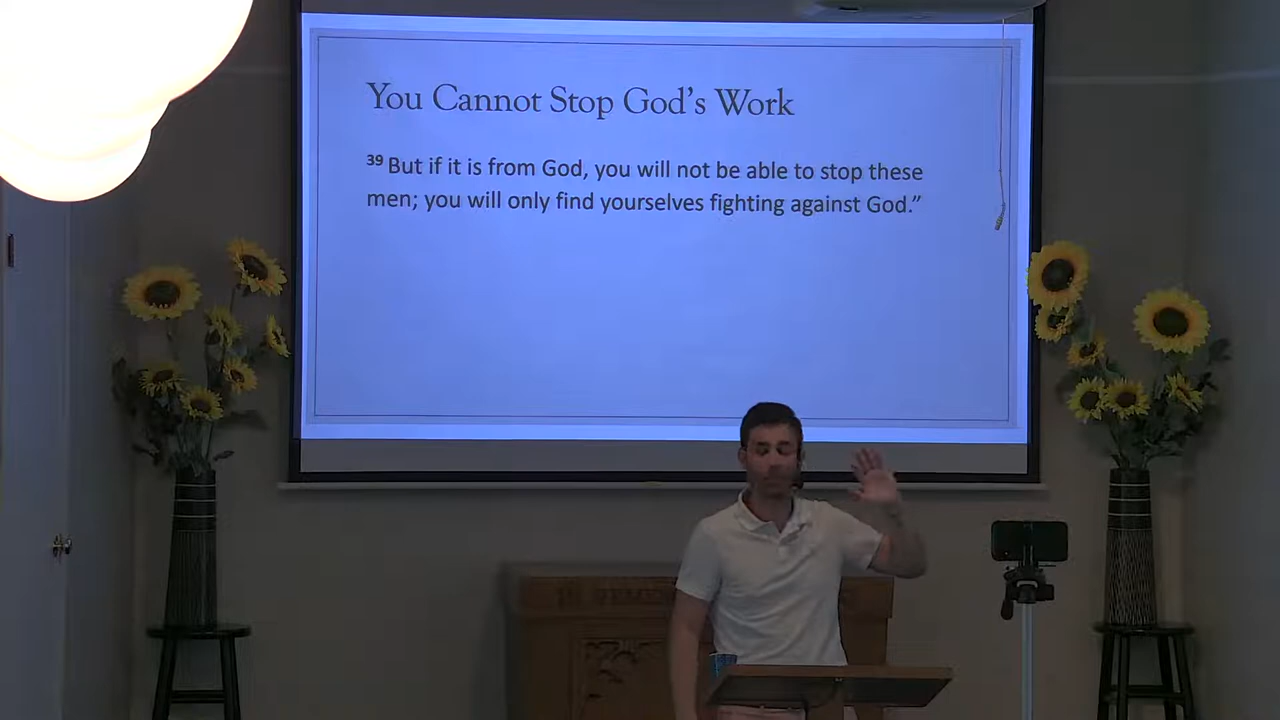 You Cannot Stop God's Work
39 But if it is from God, you will not be able to stop these
men; you will only find yourselves fighting against God.”